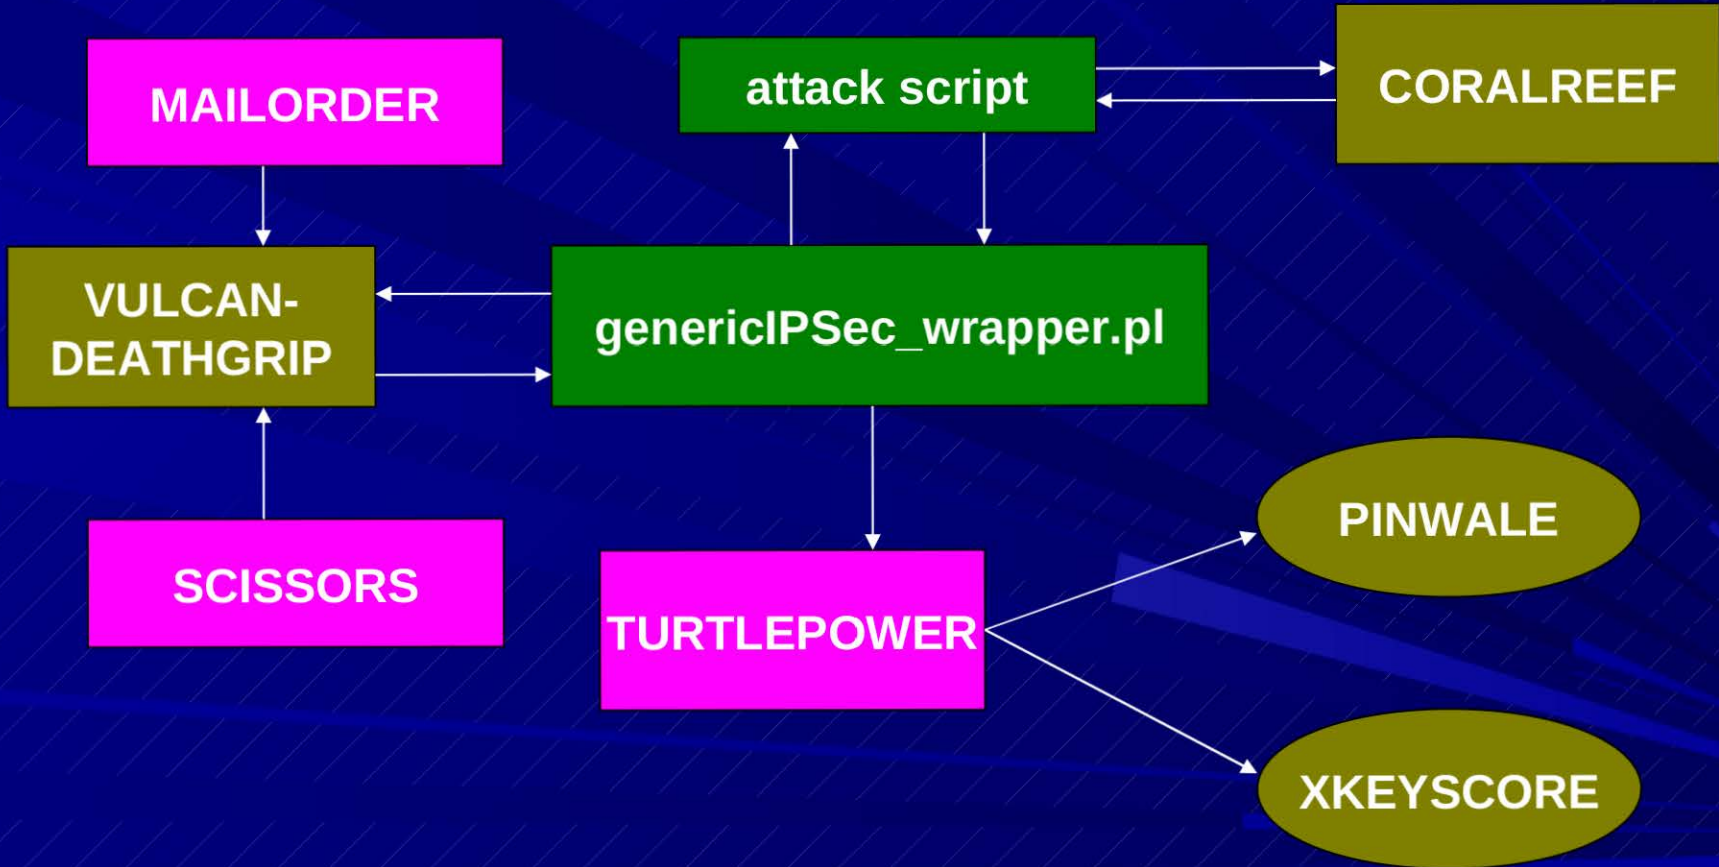 MAILORDER
attack script
CORALREEF
VULCAN-
DEATHGRIP
genericIPSec_wrapper.pl
SCISSORS
TURTLEPOWER
PINWALE
XKEYSCORE